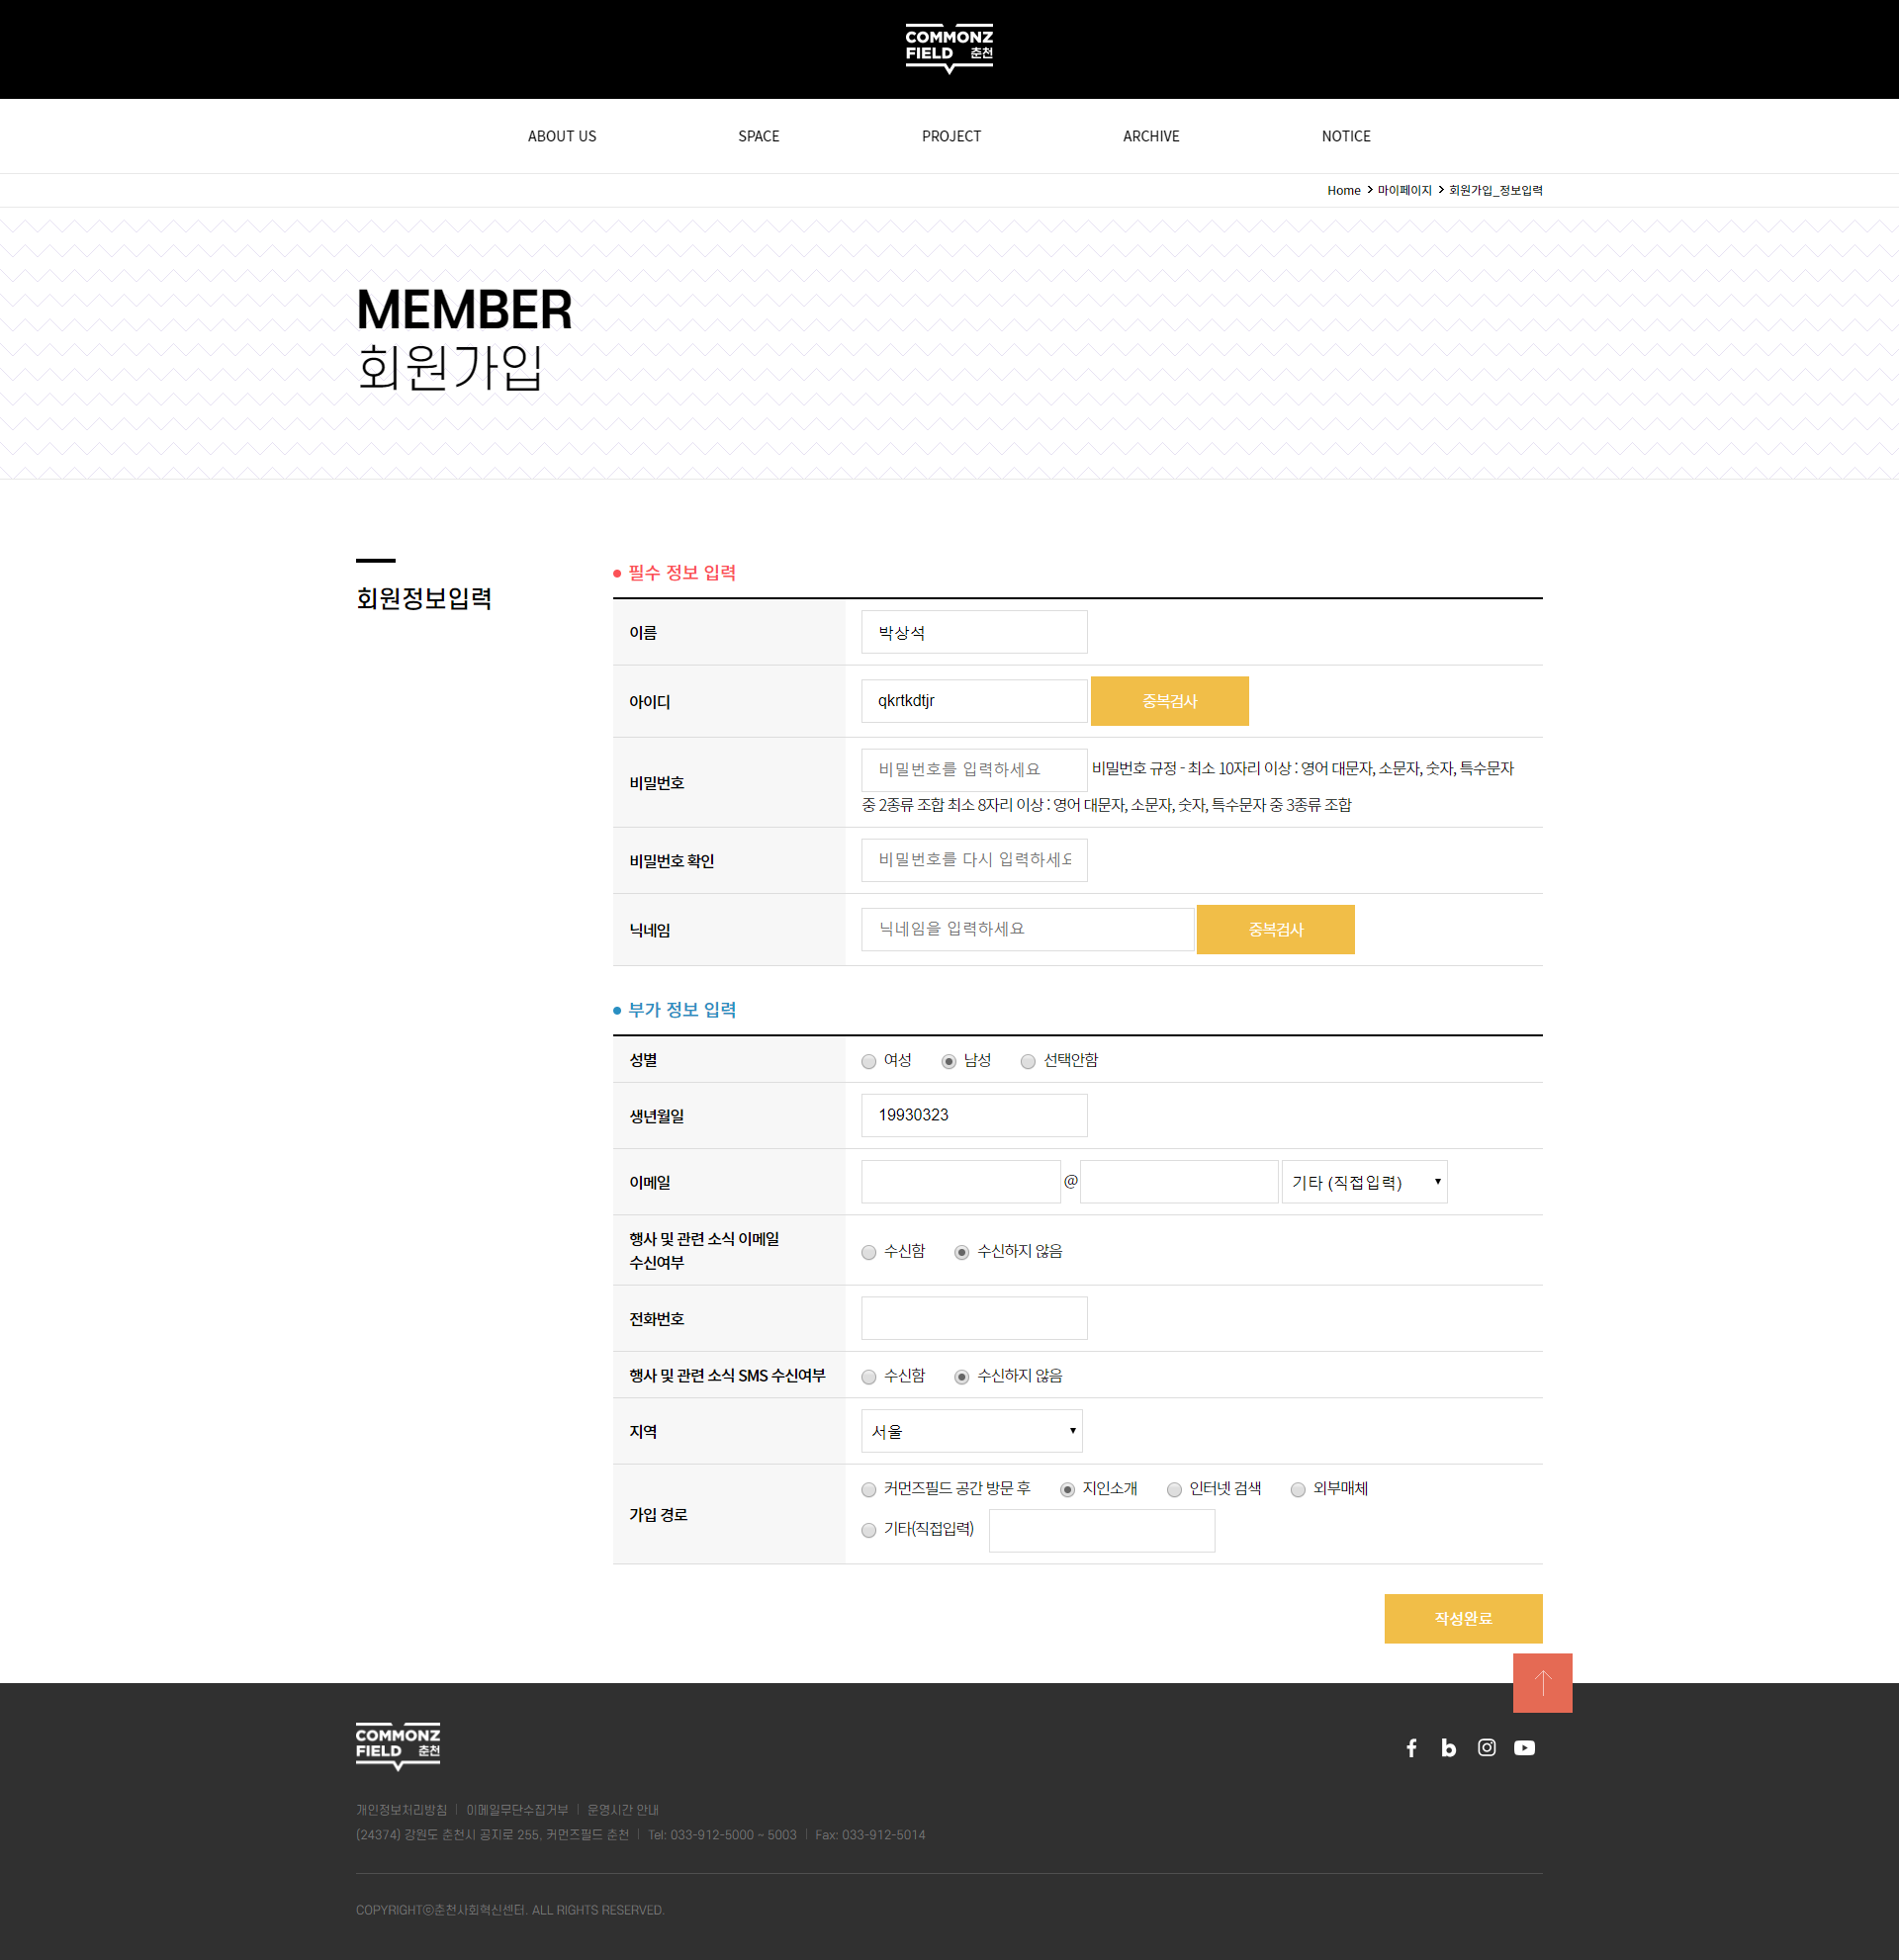 COMMONZ
FIELD 춘천
ABOUT US
SPACE
PROJECT
ARCHIVE
NOTICE
Home > 마이페이지 > 회원가입_정보입력
MEMBER
회원가입
회원정보입력
필수 정보 입력
이름
박상석
아이디
qkrtkdtjr
중복검사
비밀번호
비밀번호를 입력하세요
비밀번호 규정 - 최소 10자리 이상 : 영어 대문자, 소문자, 숫자, 특수문자
중 2종류 조합 최소 8자리 이상 : 영어 대문자, 소문자, 숫자, 특수문자 중 3종류 조합
비밀번호 확인
비밀번호를 다시 입력하세요
닉네임
닉네임을 입력하세요
중복검사
부가 정보 입력
성별
여성
남성
선택안함
생년월일
19930323
이메일
@
기타 (직접입력)
행사 및 관련 소식 이메일
수신여부
수신함
수신하지 않음
전화번호
행사 및 관련 소식 SMS 수신여부
수신함
수신하지 않음
지역
서울
가입 경로
커먼즈필드 공간 방문 후
지인소개
인터넷 검색
외부매체
기타(직접입력)
작성완료
COMMONZ
FIELD 춘천
개인정보처리방침 | 이메일무단수집거부 | 운영시간 안내
(24374) 강원도 춘천시 공지로 255, 커먼즈필드 춘천 | Tel: 033-912-5000 ~ 5003 | Fax: 033-912-5014
COPYRIGHTⓒ춘천사회혁신센터. ALL RIGHTS RESERVED.